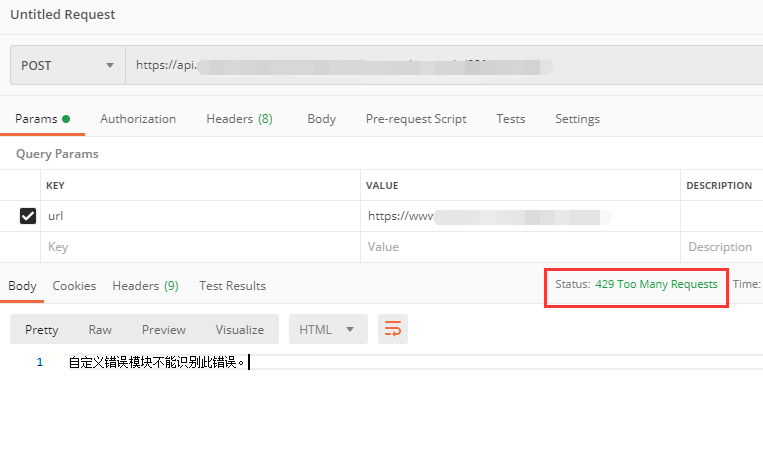 Untitled Request
POST https://api.
Params Authorization Headers (8) Body Pre-request Script Tests Settings
Query Params
KEY VALUE DESCRIPTION
url https://www
Key Value Description
Body Cookies Headers (9) Test Results Status: 429 Too Many Requests Time:
Pretty Raw Preview Visualize HTML
1 自定义错误模块不能识别此错误。